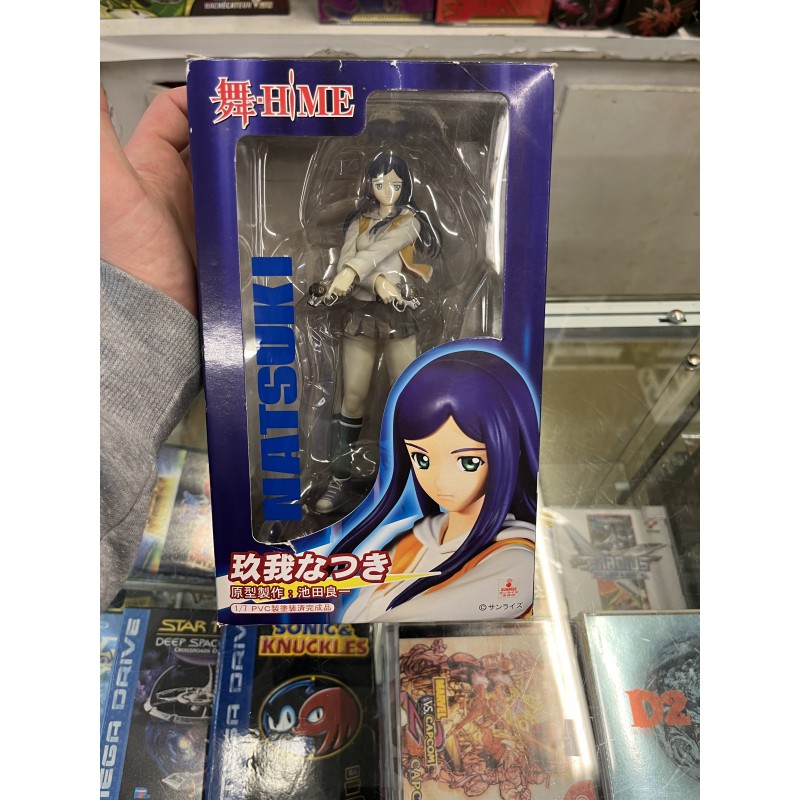 舞-HiME
NATSUKI
玖我なつき
原型製作：池田良一
1/7 PVC製塗装済完成品
©サンライズ
STAR T
DEEP SPAC
MEGA DRIVE
SONIC &
KNUCKLES
MEGA DRIVE
MARVEL
VS. CAPCOM
2
CAPC
D2